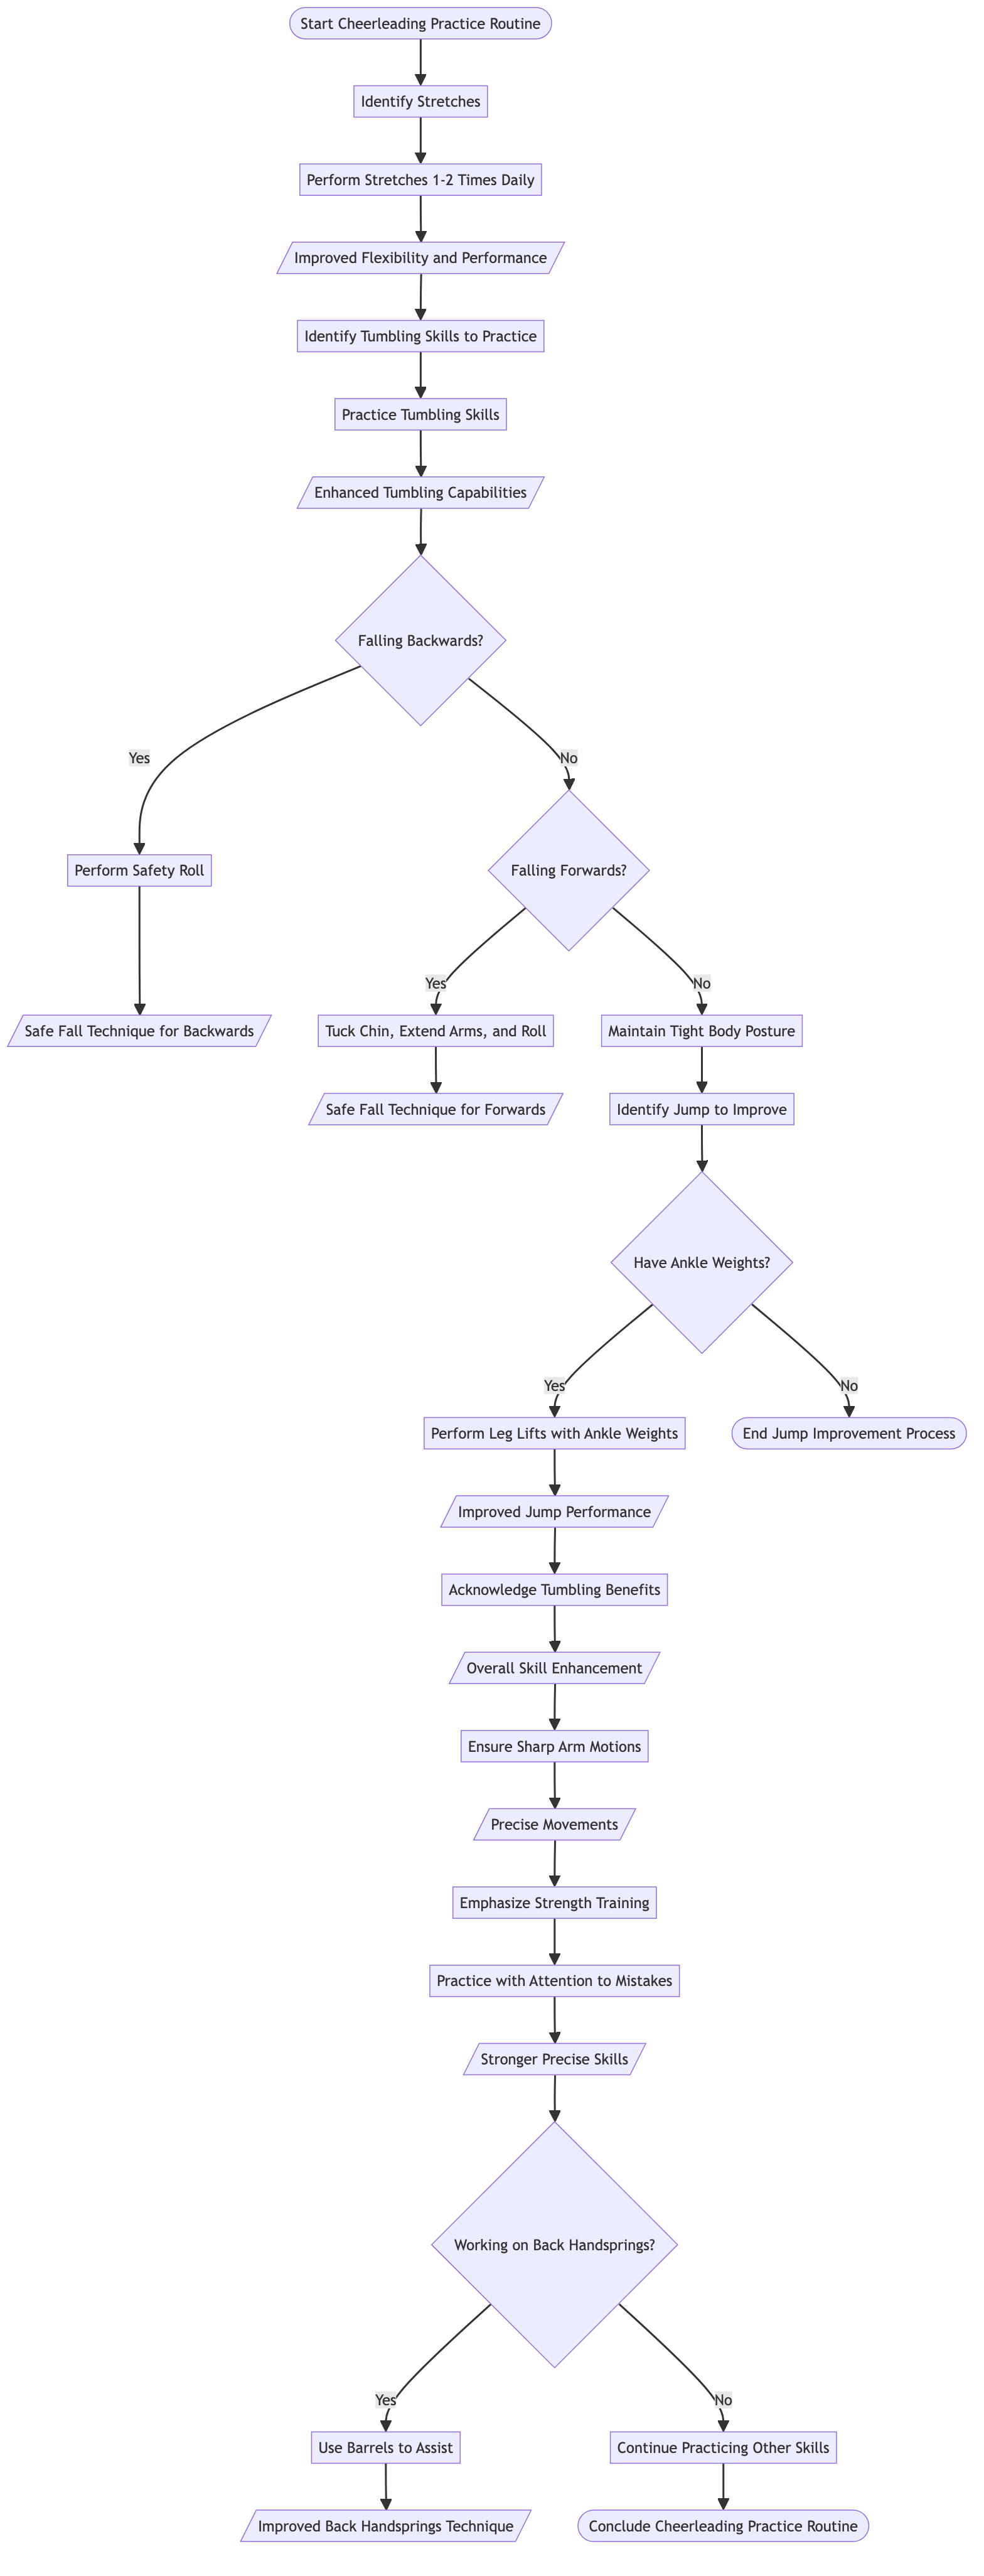 Start Cheerleading Practice Routine
Identify Stretches
Perform Stretches 1-2 Times Daily
Improved Flexibility and Performance
Identify Tumbling Skills to Practice
Practice Tumbling Skills
Enhanced Tumbling Capabilities
Falling Backwards?
Yes
No
Perform Safety Roll
Falling Forwards?
Yes
No
Safe Fall Technique for Backwards
Tuck Chin, Extend Arms, and Roll
Maintain Tight Body Posture
Safe Fall Technique for Forwards
Identify Jump to Improve
Have Ankle Weights?
Yes
No
Perform Leg Lifts with Ankle Weights
End Jump Improvement Process
Improved Jump Performance
Acknowledge Tumbling Benefits
Overall Skill Enhancement
Ensure Sharp Arm Motions
Precise Movements
Emphasize Strength Training
Practice with Attention to Mistakes
Stronger Precise Skills
Working on Back Handsprings?
Yes
No
Use Barrels to Assist
Continue Practicing Other Skills
Improved Back Handsprings Technique
Conclude Cheerleading Practice Routine